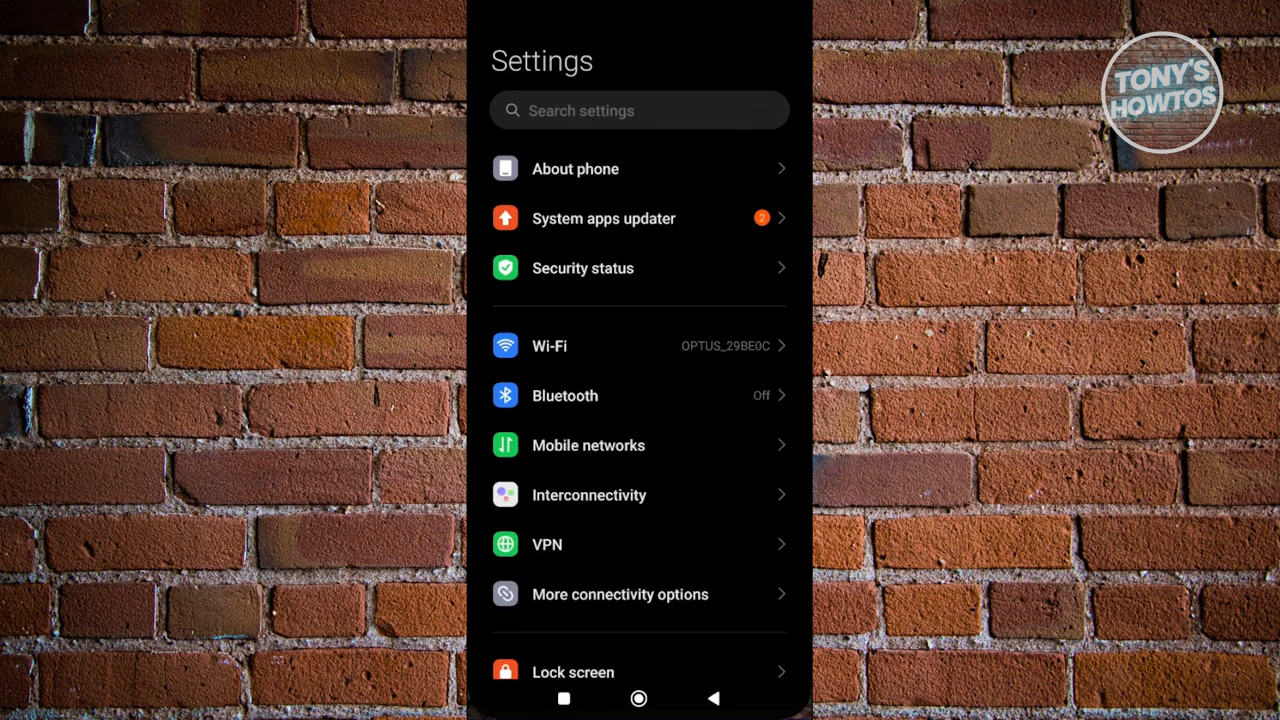 Settings
TONY'S
HOWTOS
Search settings
About phone
System apps updater 2
Security status
Wi-Fi OPTUS_29BE0C
Bluetooth Off
Mobile networks
Interconnectivity
VPN
More connectivity options
Lock screen